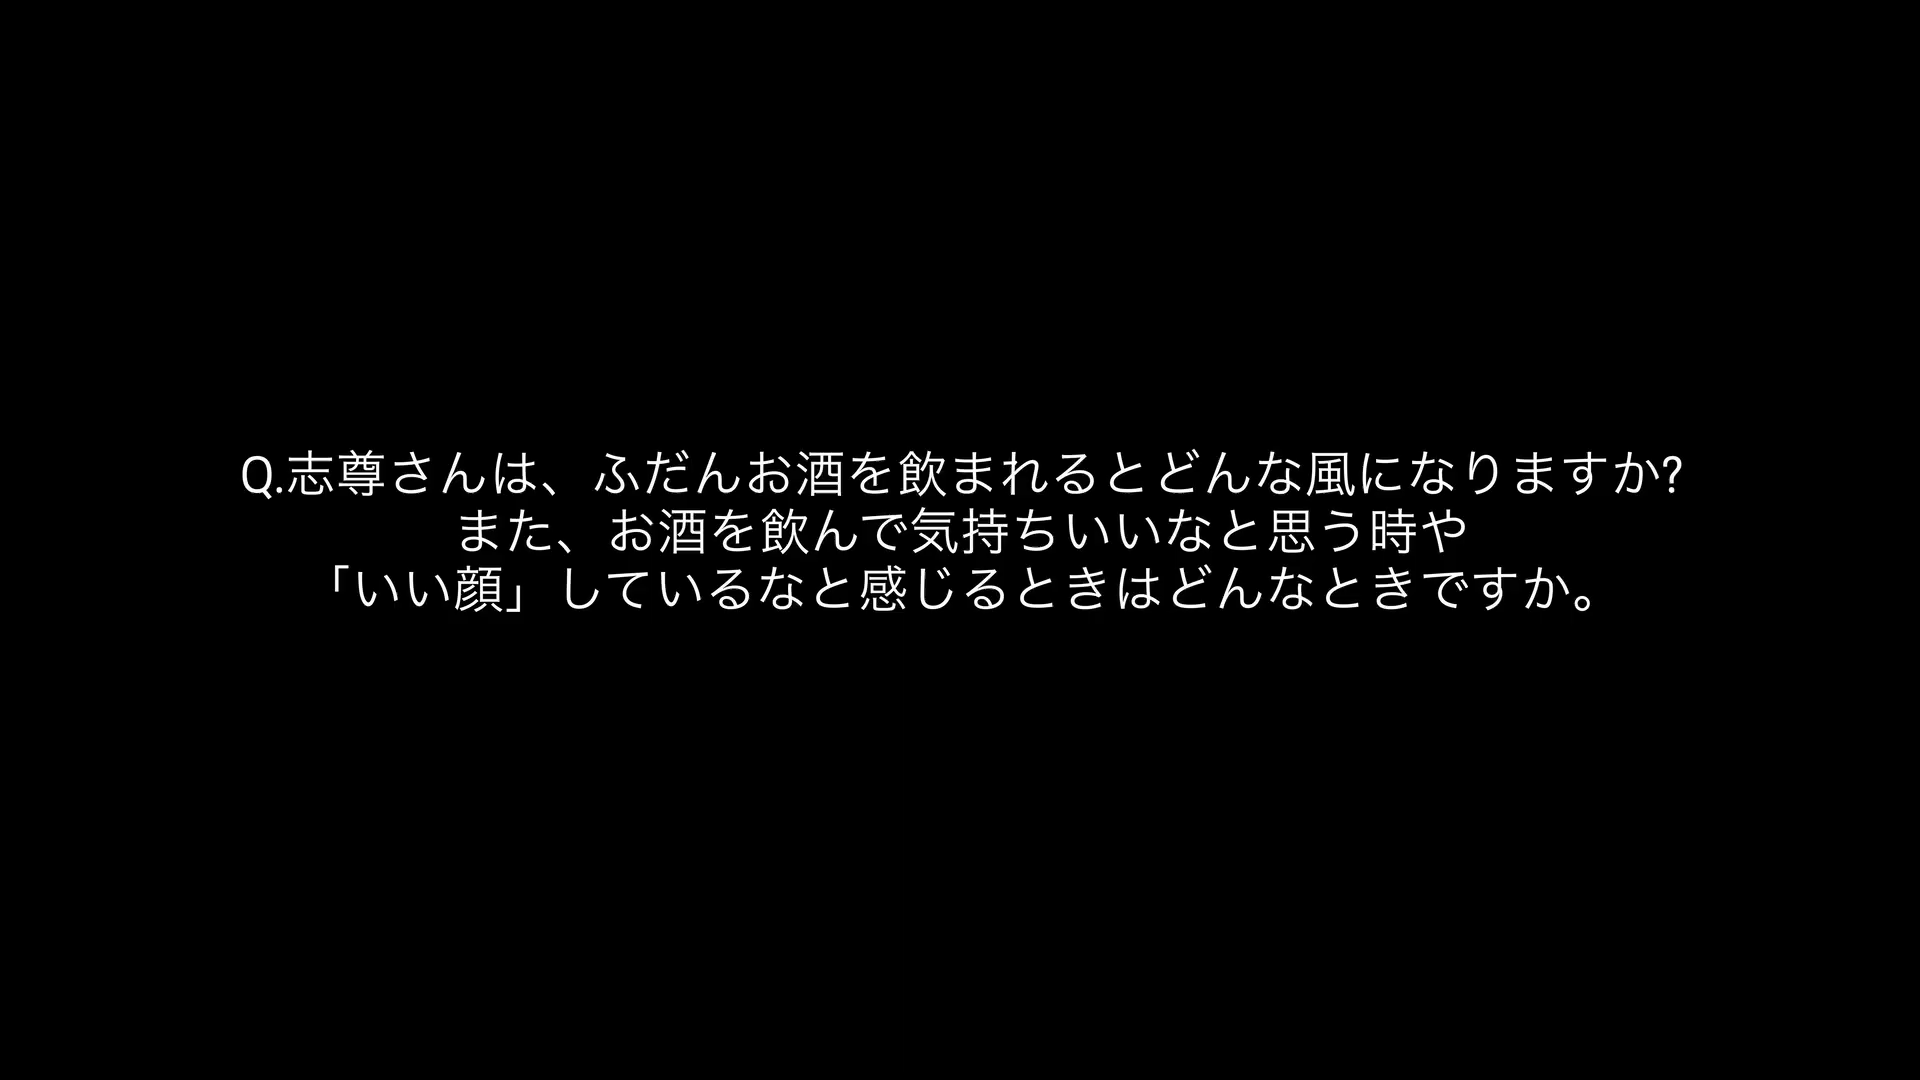 Q.志尊さんは、ふだんお酒を飲まれるとどんな風になりますか?
また、お酒を飲んで気持ちいいなと思う時や
「いい顔」しているなと感じるときはどんなときですか。